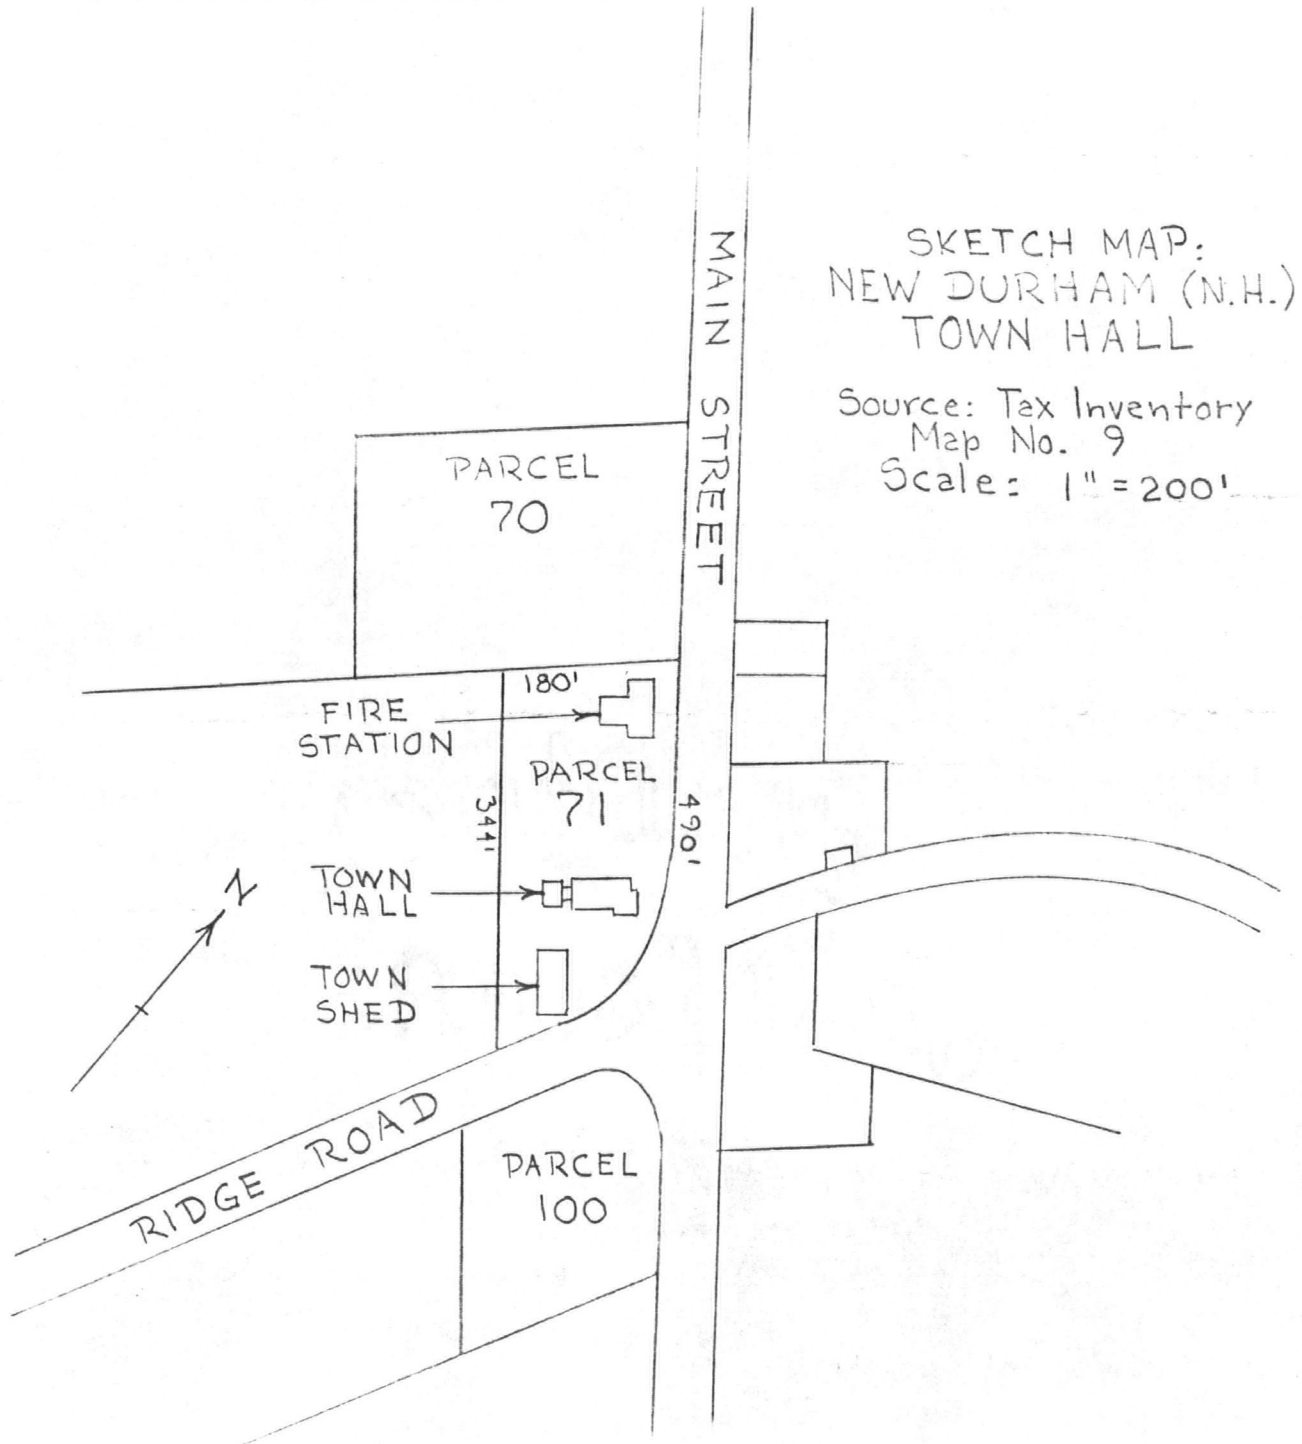 SKETCH MAP:
NEW DURHAM (N.H.)
TOWN HALL
Source: Tax Inventory
Map No. 9
Scale: 1" = 200'
MAIN STREET
PARCEL
70
180'
FIRE
STATION
PARCEL
71
344'
490'
N
TOWN
HALL
TOWN
SHED
RIDGE ROAD
PARCEL
100